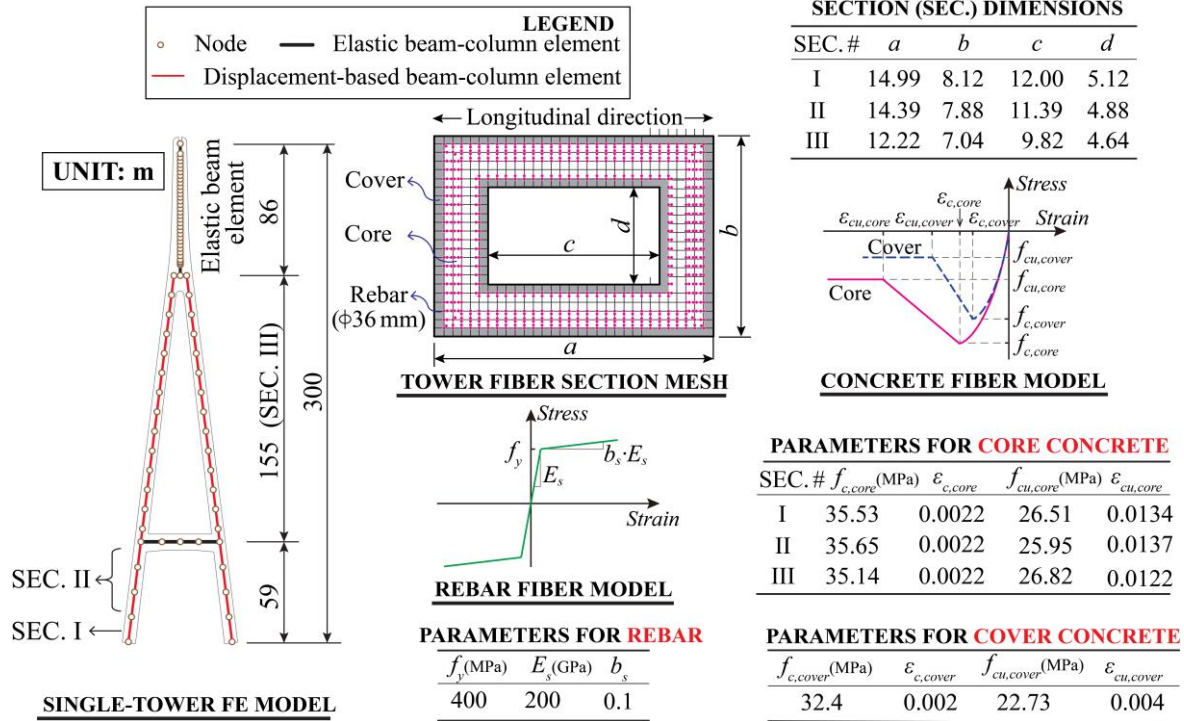 LEGEND
Node
Elastic beam-column element
Displacement-based beam-column element
UNIT: m
Elastic beam
element
86
155 (SEC. III)
300
59
SEC. II
SEC. I
SINGLE-TOWER FE MODEL
Longitudinal direction
Cover
Core
Rebar
(ϕ36 mm)
a
b
c
d
TOWER FIBER SECTION MESH
Stress
f_y
b_s·E_s
E_s
Strain
REBAR FIBER MODEL
PARAMETERS FOR REBAR
f_y(MPa) E_s(GPa) b_s
400 200 0.1
SECTION (SEC.) DIMENSIONS
SEC. # a b c d
I 14.99 8.12 12.00 5.12
II 14.39 7.88 11.39 4.88
III 12.22 7.04 9.82 4.64
Stress
ε_c,core
ε_cu,core ε_cu,cover ε_c,cover Strain
Cover
Core
f_cu,cover
f_cu,core
f_c,cover
f_c,core
CONCRETE FIBER MODEL
PARAMETERS FOR CORE CONCRETE
SEC. # f_c,core(MPa) ε_c,core f_cu,core(MPa) ε_cu,core
I 35.53 0.0022 26.51 0.0134
II 35.65 0.0022 25.95 0.0137
III 35.14 0.0022 26.82 0.0122
PARAMETERS FOR COVER CONCRETE
f_c,cover(MPa) ε_c,cover f_cu,cover(MPa) ε_cu,cover
32.4 0.002 22.73 0.004